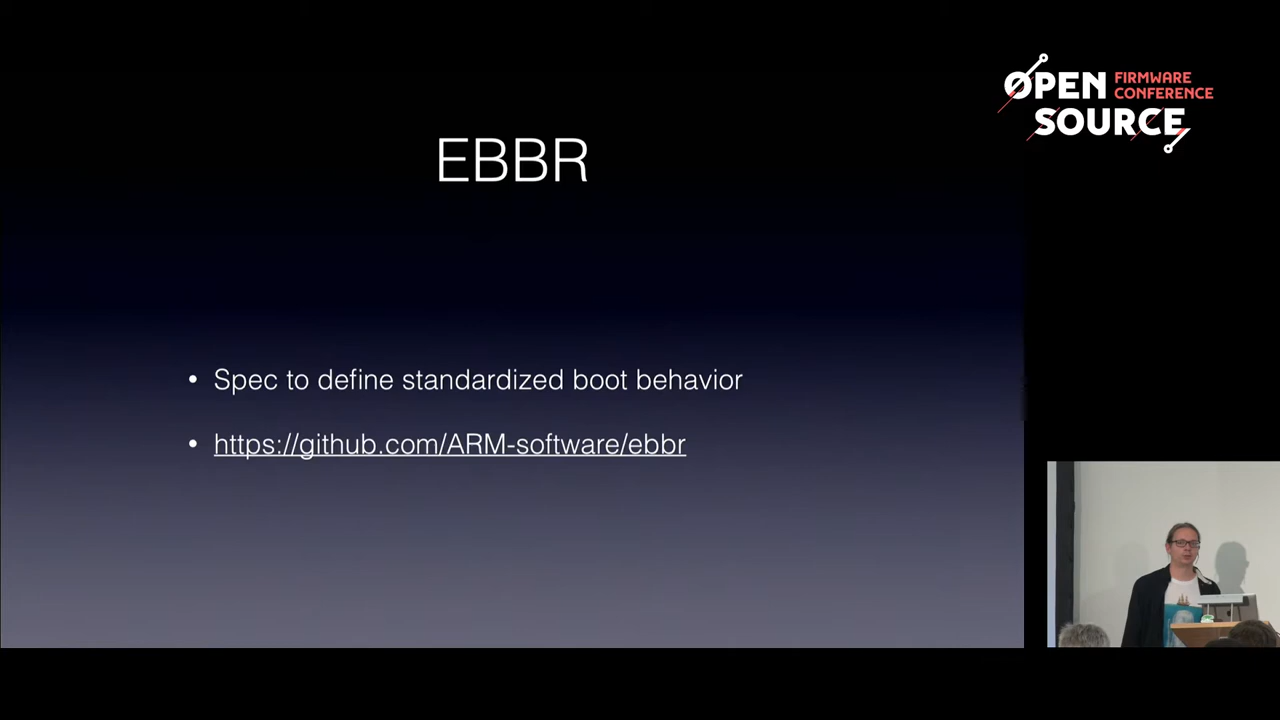 OPEN FIRMWARE
CONFERENCE
SOURCE
EBBR
• Spec to define standardized boot behavior
• https://github.com/ARM-software/ebbr